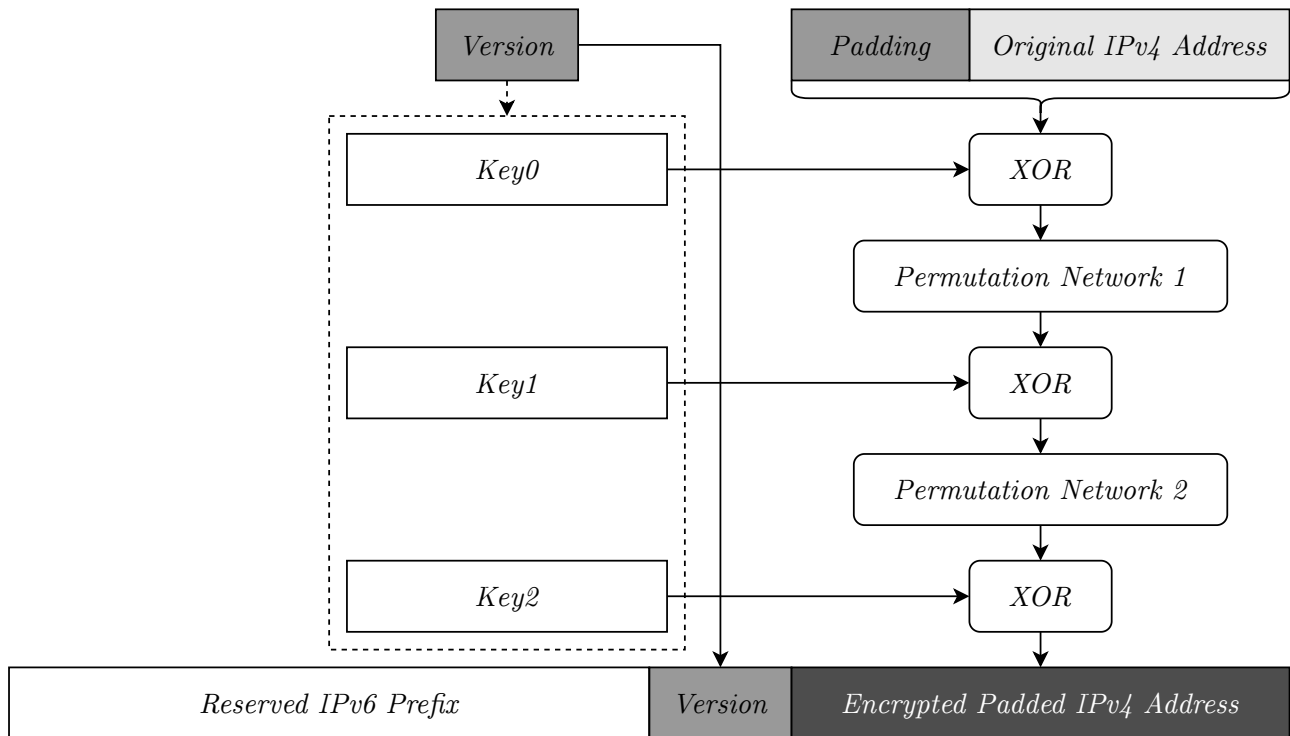 Version
Padding
Original IPv4 Address
Key0
XOR
Permutation Network 1
Key1
XOR
Permutation Network 2
Key2
XOR
Reserved IPv6 Prefix
Version
Encrypted Padded IPv4 Address